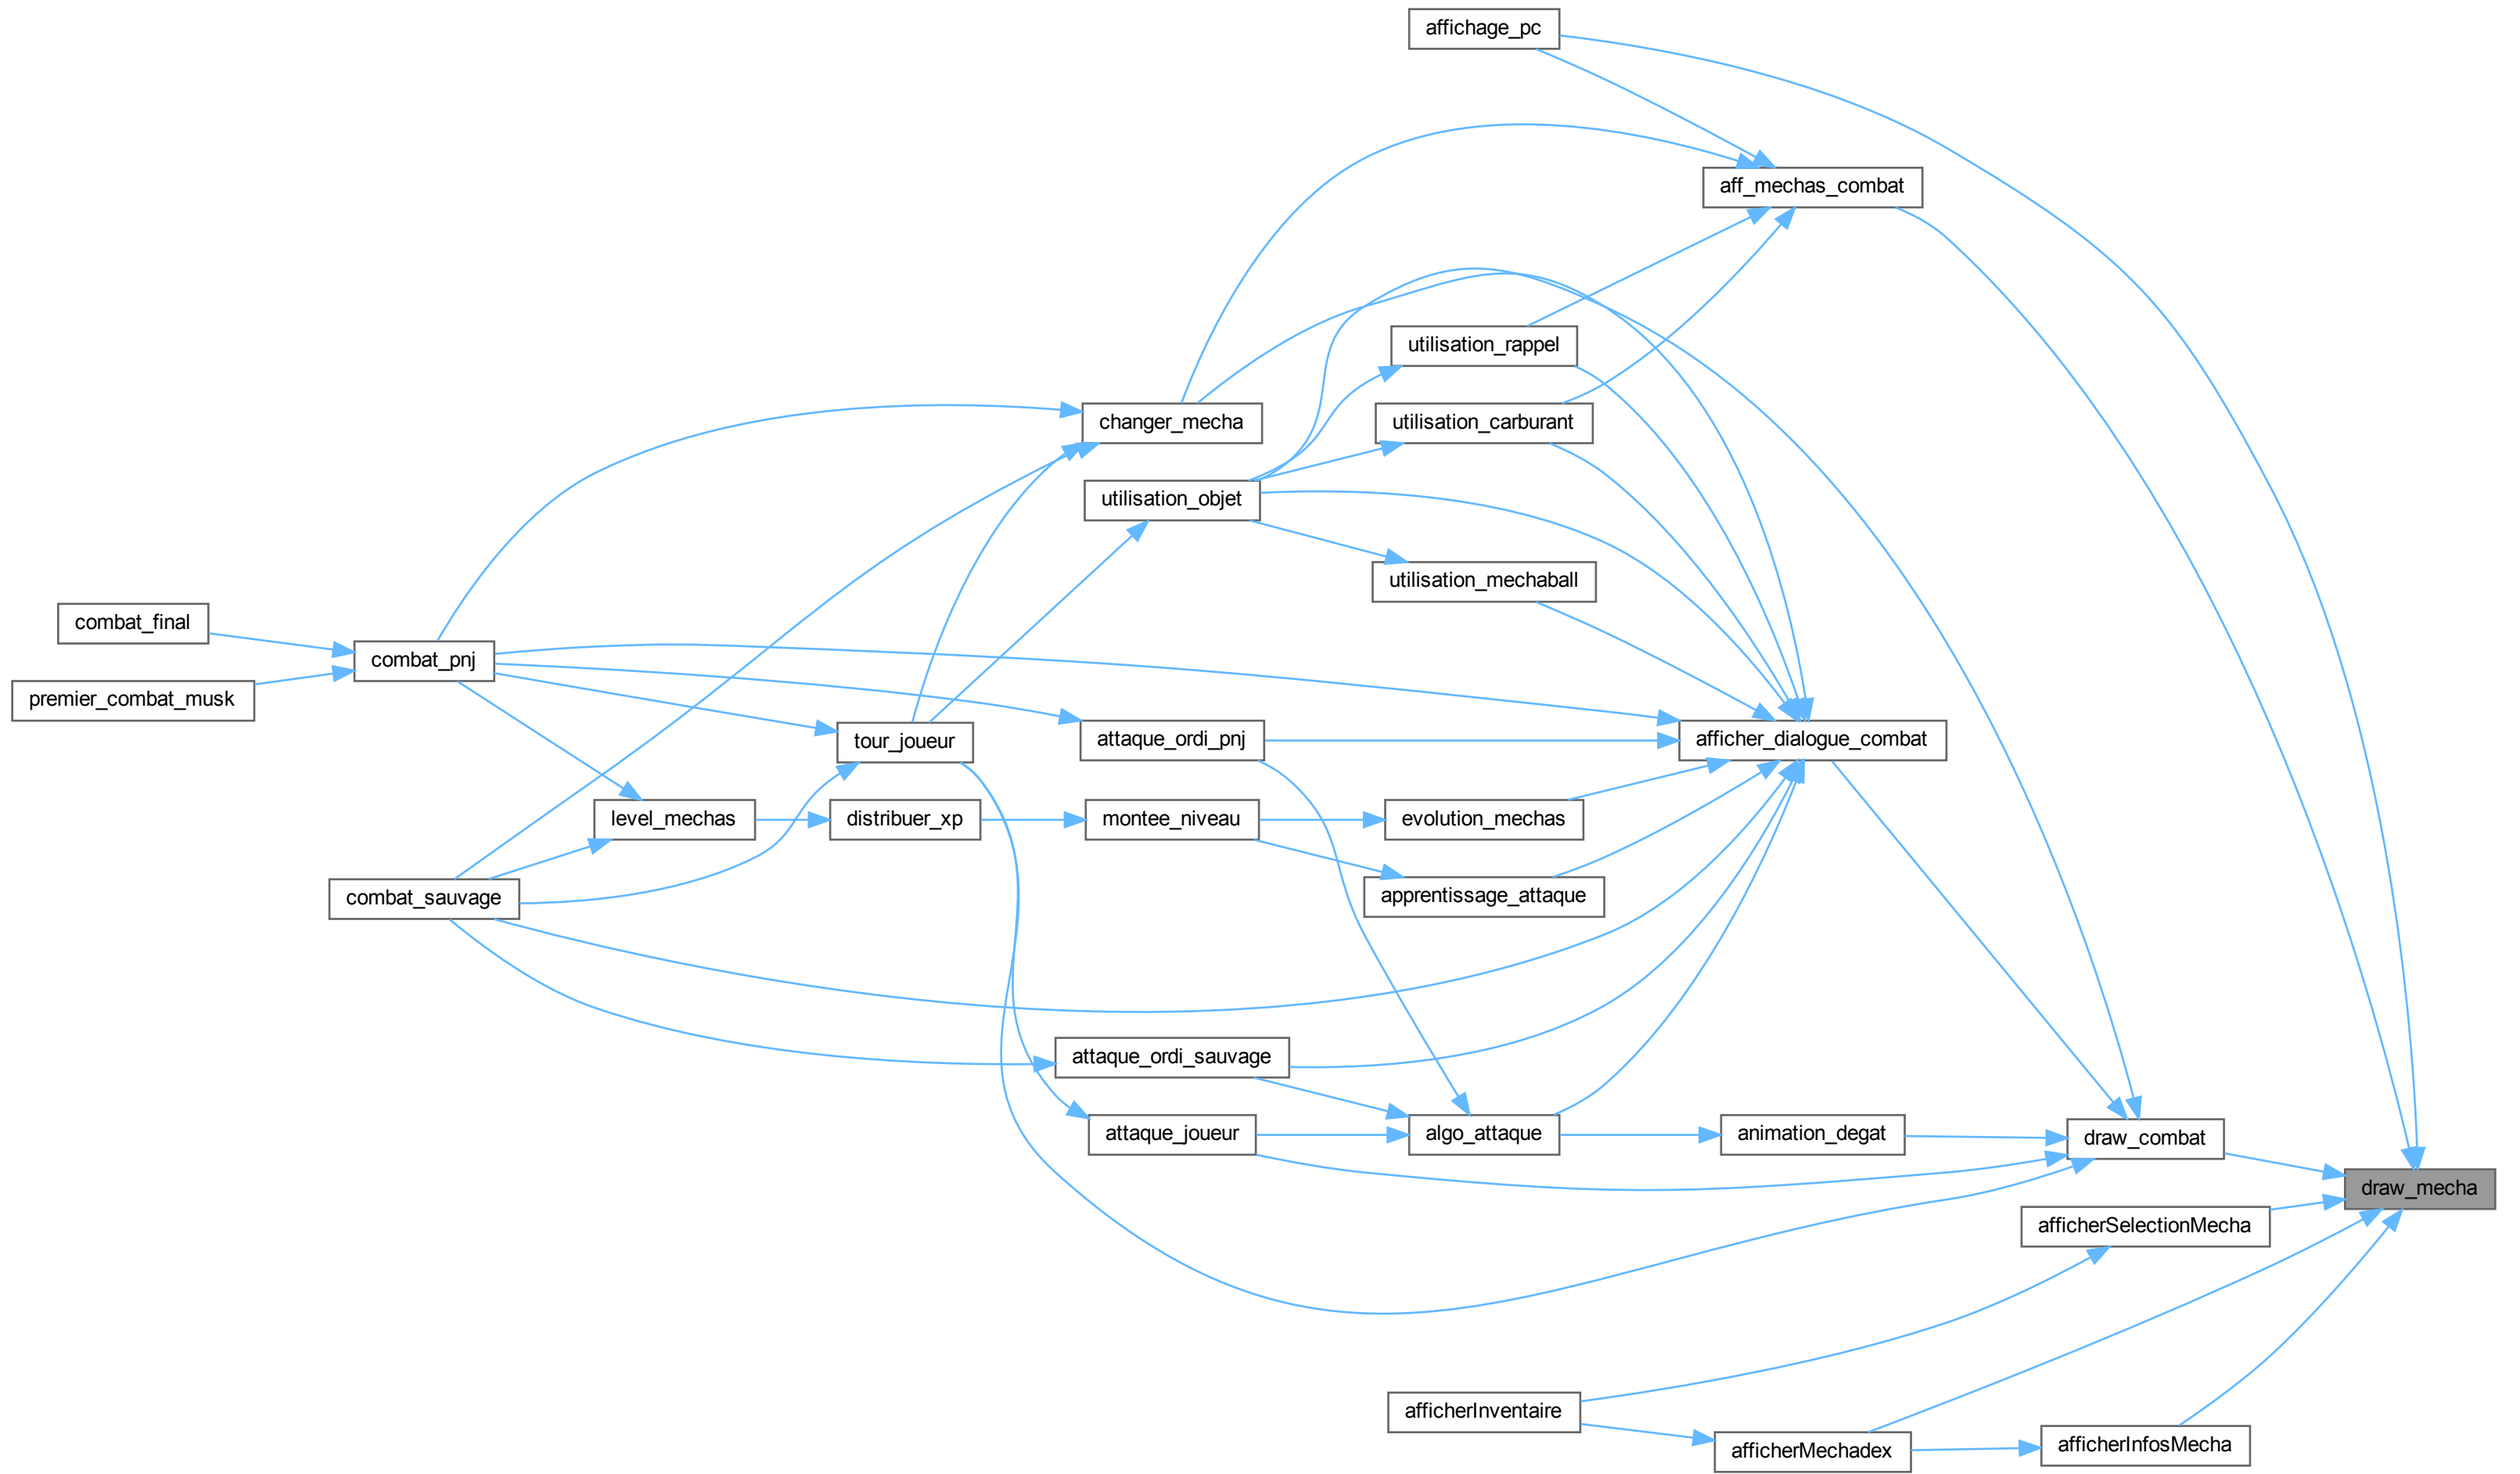 affichage_pc
aff_mechas_combat
utilisation_rappel
changer_mecha
utilisation_carburant
utilisation_objet
utilisation_mechaball
combat_final
combat_pnj
premier_combat_musk
tour_joueur
attaque_ordi_pnj
afficher_dialogue_combat
level_mechas
distribuer_xp
montee_niveau
evolution_mechas
combat_sauvage
apprentissage_attaque
attaque_ordi_sauvage
attaque_joueur
algo_attaque
animation_degat
draw_combat
draw_mecha
afficherSelectionMecha
afficherInventaire
afficherMechadex
afficherInfosMecha